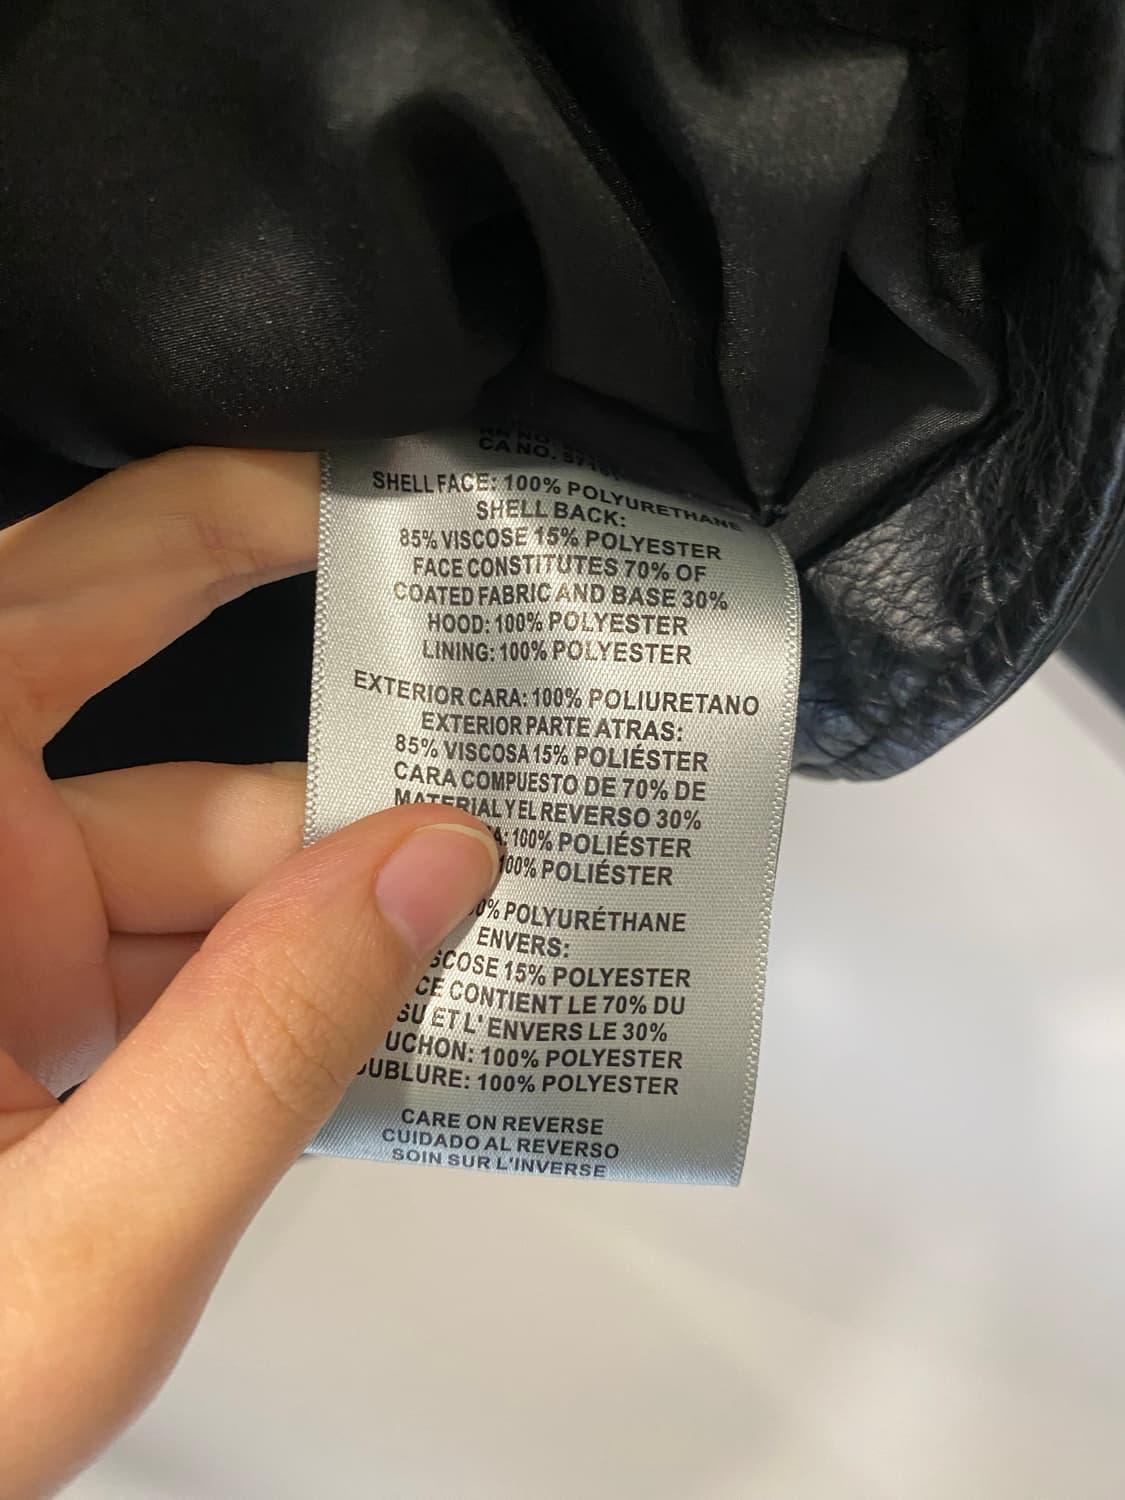 CA NO.
SHELL FACE: 100% POLYURETHANE
SHELL BACK:
85% VISCOSE 15% POLYESTER
FACE CONSTITUTES 70% OF
COATED FABRIC AND BASE 30%
HOOD: 100% POLYESTER
LINING: 100% POLYESTER
EXTERIOR CARA: 100% POLIURETANO
EXTERIOR PARTE ATRAS:
85% VISCOSA 15% POLIÉSTER
CARA COMPUESTO DE 70% DE
MATERIAL Y EL REVERSO 30%
100% POLIÉSTER
100% POLIÉSTER
POLYURÉTHANE
ENVERS:
15% POLYESTER
CONTIENT LE 70% DU
ET L' ENVERS LE 30%
100% POLYESTER
100% POLYESTER
CARE ON REVERSE
CUIDADO AL REVERSO
SOIN SUR L'INVERSE